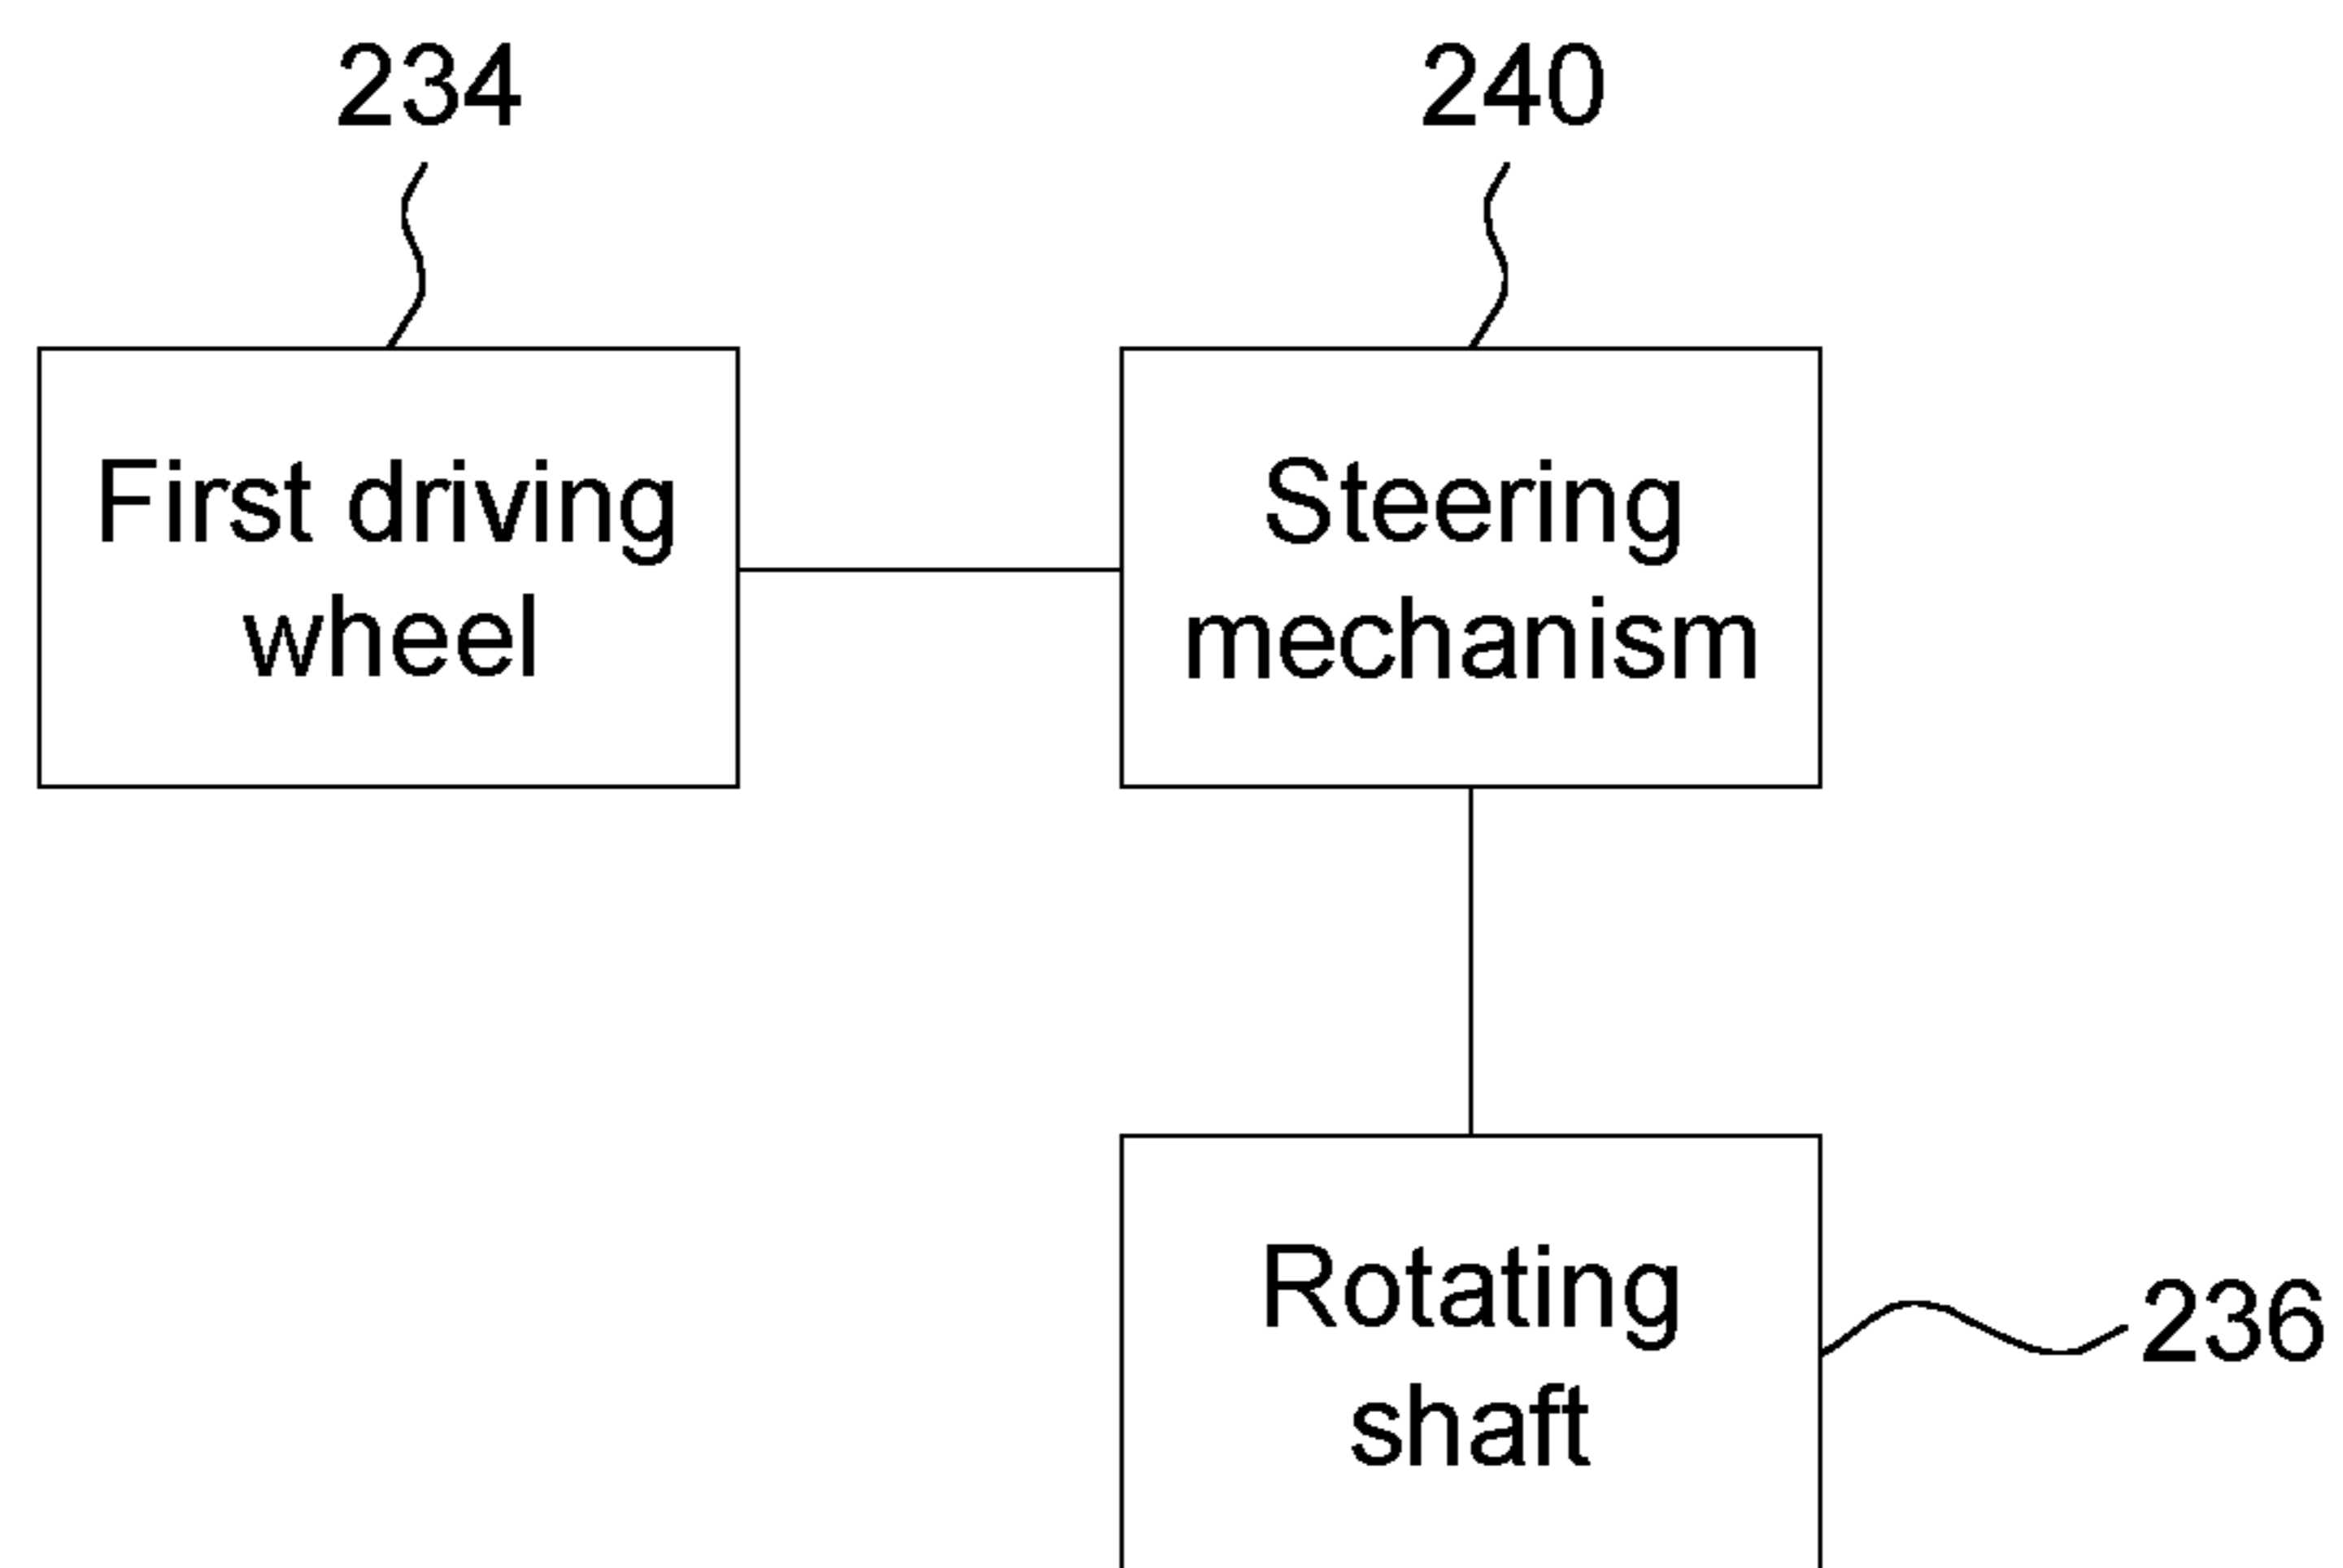 234
240
First driving
wheel
Steering
mechanism
Rotating
shaft
236